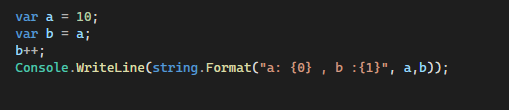 var a = 10;
var b = a;
b++;
Console.WriteLine(string.Format("a: {0} , b :{1}", a,b));